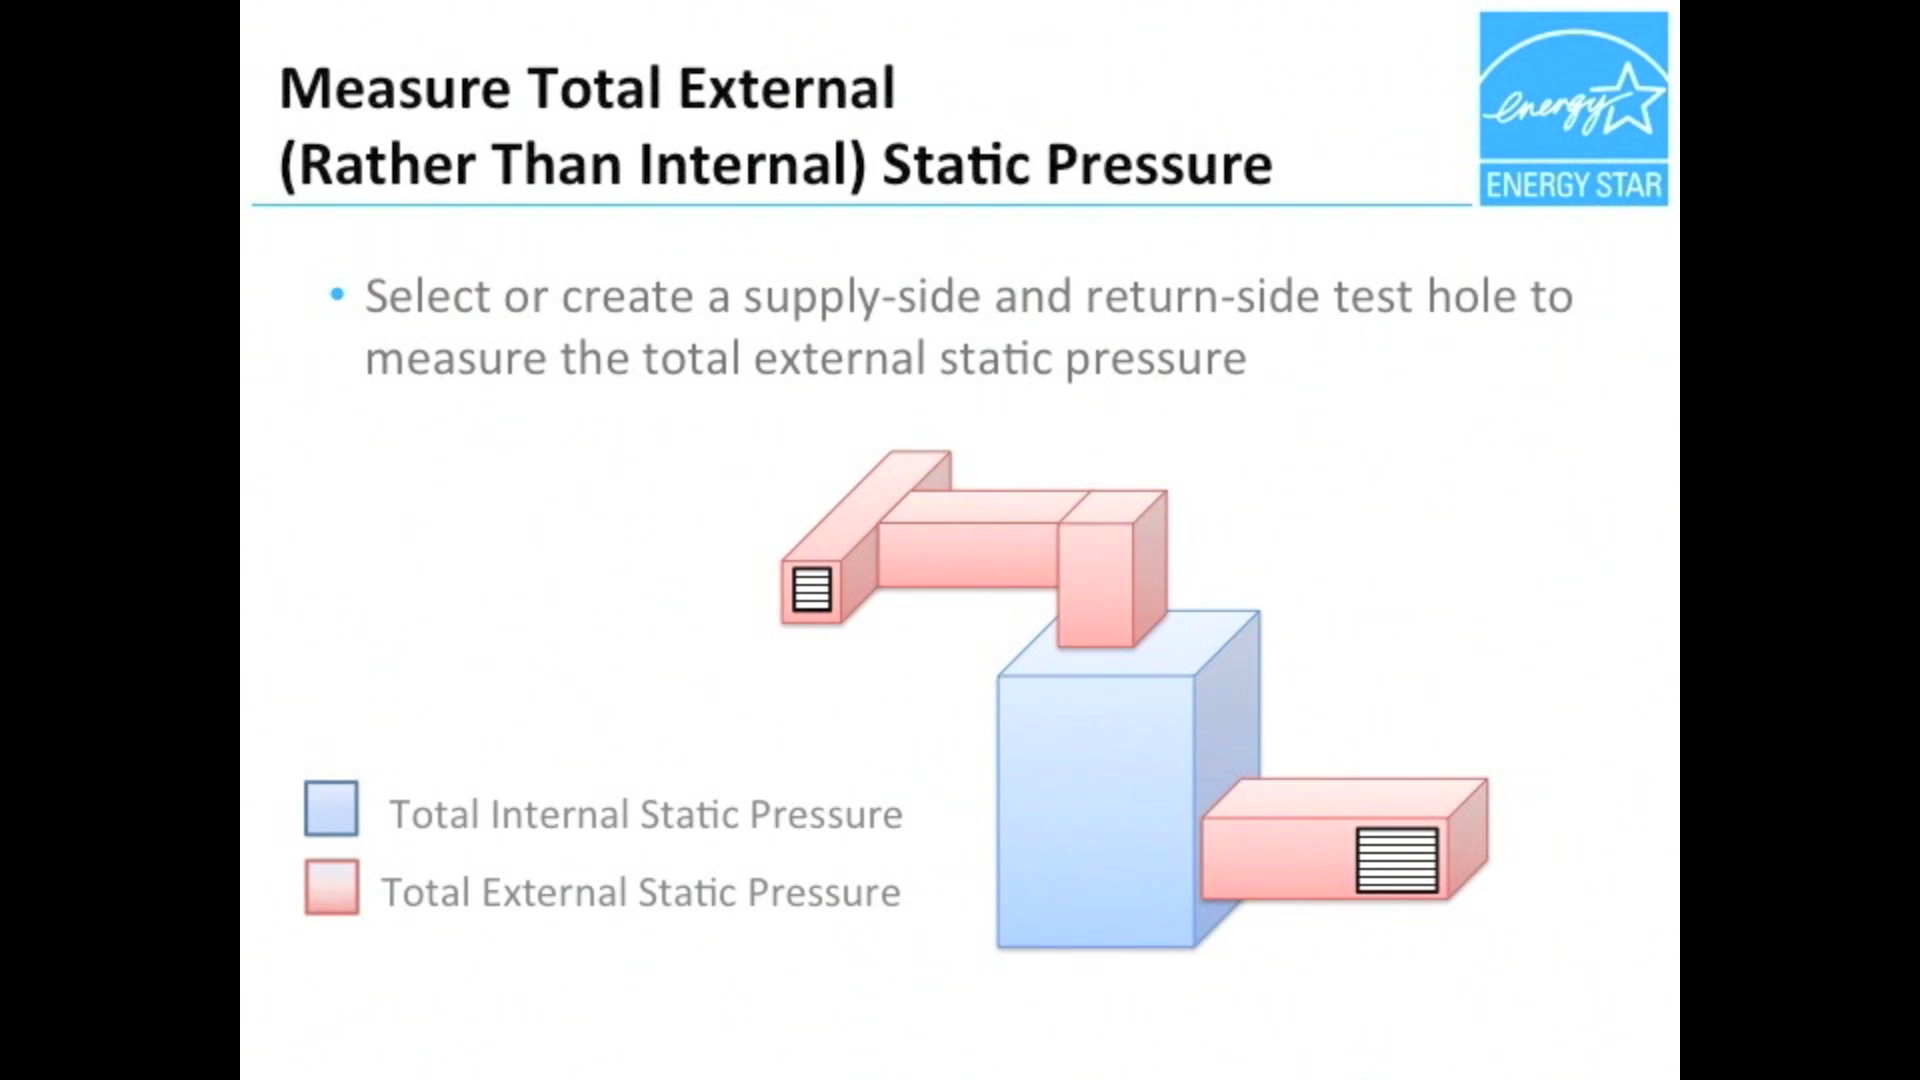 Measure Total External
(Rather Than Internal) Static Pressure
energy
ENERGY STAR
• Select or create a supply-side and return-side test hole to
measure the total external static pressure
Total Internal Static Pressure
Total External Static Pressure